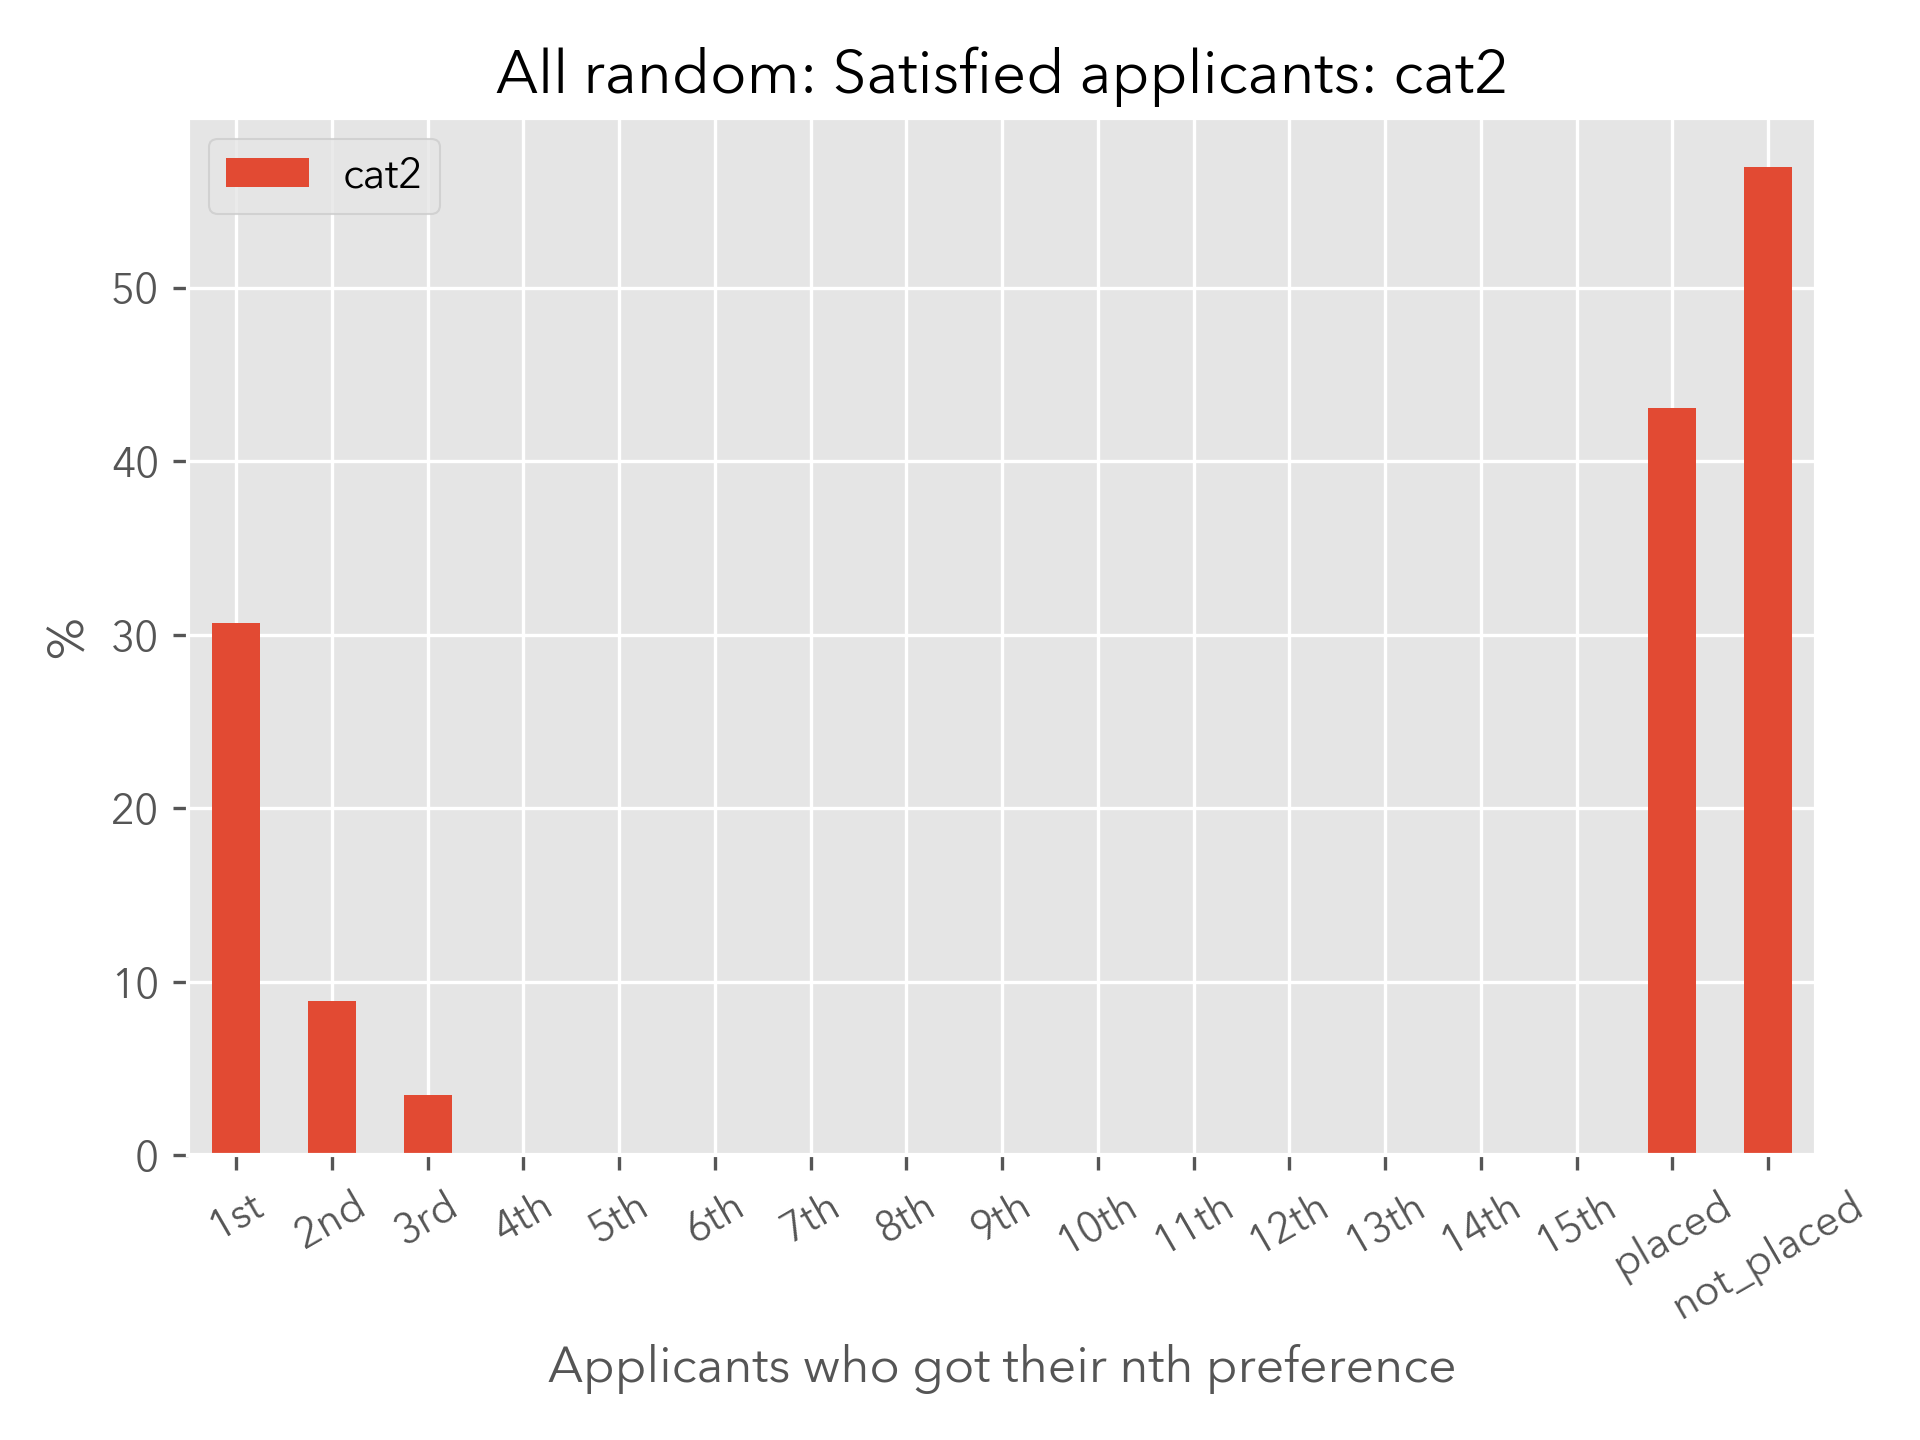 All random: Satisfied applicants: cat2
cat2
50
40
30
20
10
0
%
1st
2nd
3rd
4th
5th
6th
7th
8th
9th
10th
11th
12th
13th
14th
15th
placed
not_placed
Applicants who got their nth preference